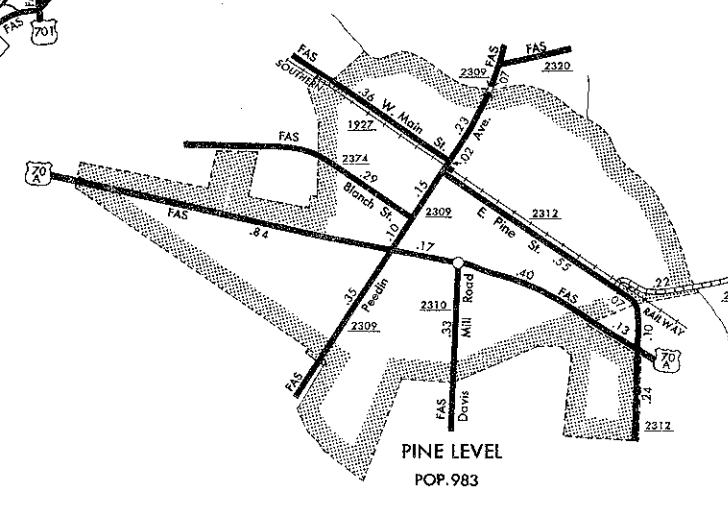 FAS
701
FAS
SOUTHERN
.36
W. Main St.
1927
2309
FAS
.07
FAS
2320
.23
Ave.
.02
FAS
2374
.29
Blanch St.
.15
2309
.10
70
A
FAS
.84
.17
E. Pine St.
2312
.55
.22
.07
RAILWAY
.40
FAS
.13
.10
70
A
.24
2312
.35
Peedin
2309
FAS
2310
.33
Mill Road
FAS
Davis
PINE LEVEL
POP. 983